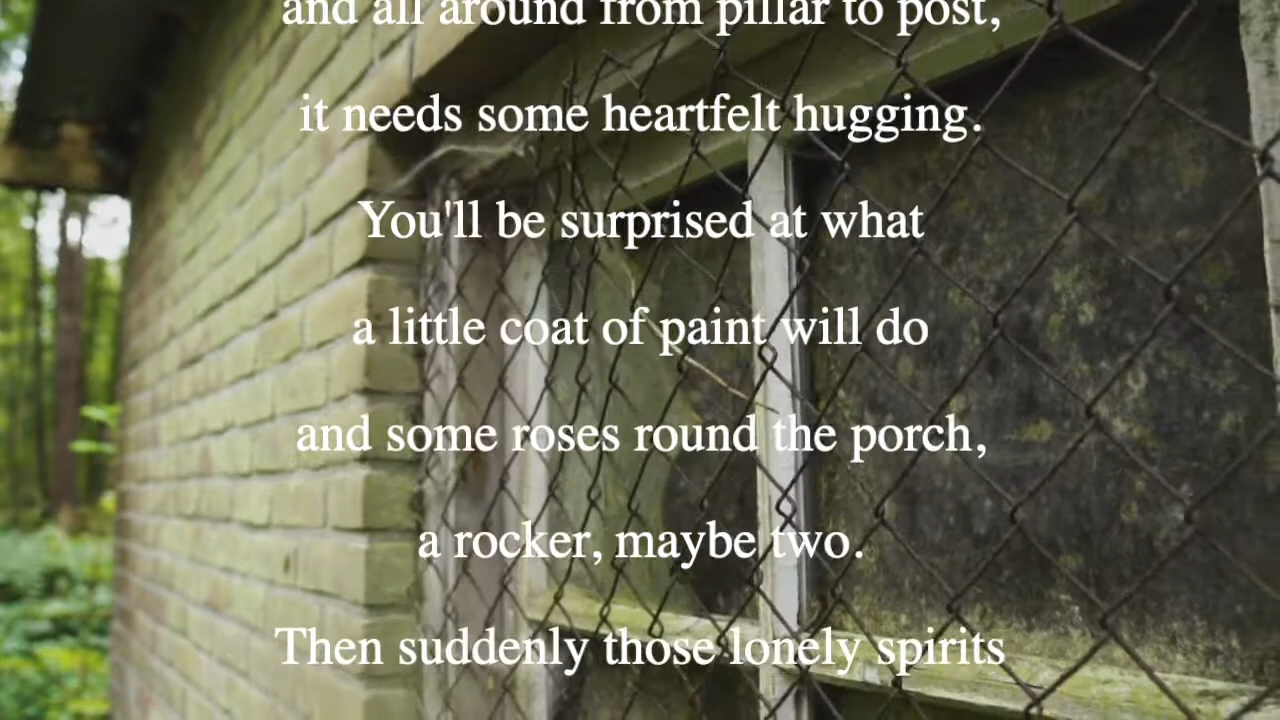 and all around from pillar to post,
it needs some heartfelt hugging.
You'll be surprised at what
a little coat of paint will do
and some roses round the porch,
a rocker, maybe two.
Then suddenly those lonely spirits